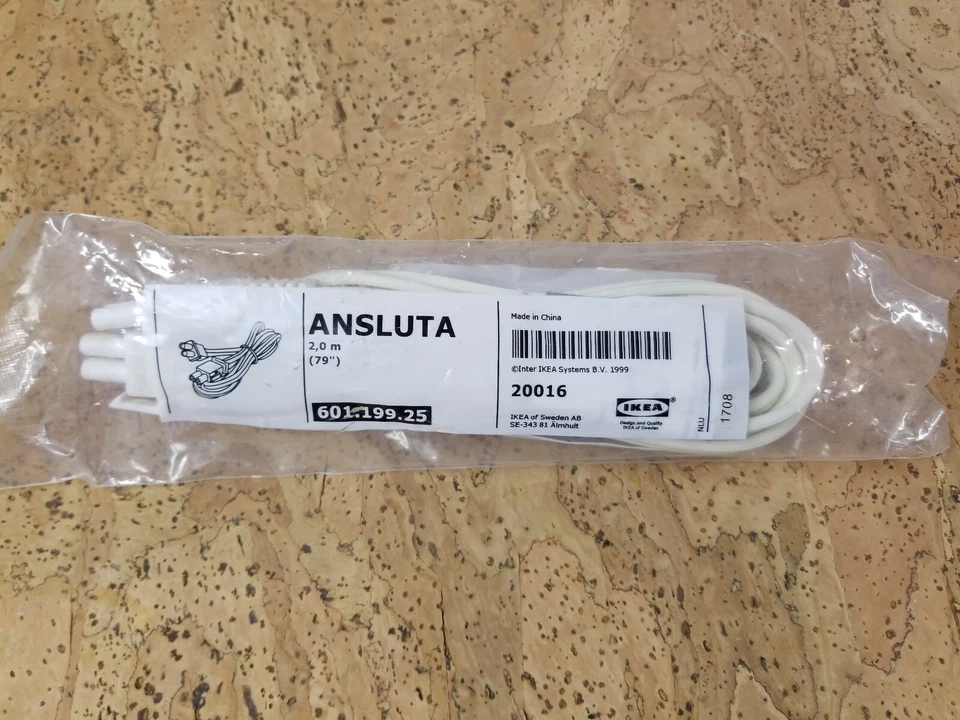 ANSLUTA
2,0 m
(79")
601.199.25
Made in China
©Inter IKEA Systems B.V. 1999
20016
IKEA of Sweden AB
SE-343 81 Älmhult
IKEA®
Design and Quality
IKEA of Sweden
NLU
1708